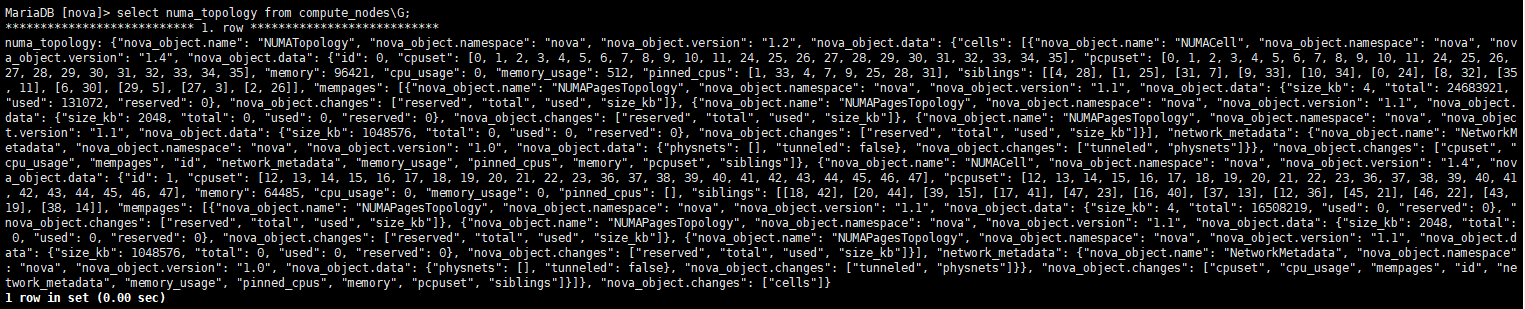 MariaDB [nova]> select numa_topology from compute_nodes\G;
*************************** 1. row ***************************
numa_topology: {"nova_object.name": "NUMATopology", "nova_object.namespace": "nova", "nova_object.version": "1.2", "nova_object.data": {"cells": [{"nova_object.name": "NUMACell", "nova_object.namespace": "nova", "nov
a_object.version": "1.4", "nova_object.data": {"id": 0, "cpuset": [0, 1, 2, 3, 4, 5, 6, 7, 8, 9, 10, 11, 24, 25, 26, 27, 28, 29, 30, 31, 32, 33, 34, 35], "pcpuset": [0, 1, 2, 3, 4, 5, 6, 7, 8, 9, 10, 11, 24, 25, 26,
27, 28, 29, 30, 31, 32, 33, 34, 35], "memory": 96421, "cpu_usage": 0, "memory_usage": 512, "pinned_cpus": [1, 33, 4, 7, 9, 25, 28, 31], "siblings": [[4, 28], [1, 25], [31, 7], [9, 33], [10, 34], [0, 24], [8, 32], [35
, 11], [6, 30], [29, 5], [27, 3], [2, 26]], "mempages": [{"nova_object.name": "NUMAPagesTopology", "nova_object.namespace": "nova", "nova_object.version": "1.1", "nova_object.data": {"size_kb": 4, "total": 24683921,
"used": 131072, "reserved": 0}, "nova_object.changes": ["reserved", "total", "used", "size_kb"]}, {"nova_object.name": "NUMAPagesTopology", "nova_object.namespace": "nova", "nova_object.version": "1.1", "nova_object.
data": {"size_kb": 2048, "total": 0, "used": 0, "reserved": 0}, "nova_object.changes": ["reserved", "total", "used", "size_kb"]}, {"nova_object.name": "NUMAPagesTopology", "nova_object.namespace": "nova", "nova_objec
t.version": "1.1", "nova_object.data": {"size_kb": 1048576, "total": 0, "used": 0, "reserved": 0}, "nova_object.changes": ["reserved", "total", "used", "size_kb"]}], "network_metadata": {"nova_object.name": "NetworkM
etadata", "nova_object.namespace": "nova", "nova_object.version": "1.0", "nova_object.data": {"physnets": [], "tunneled": false}, "nova_object.changes": ["tunneled", "physnets"]}}, "nova_object.changes": ["cpuset", "
cpu_usage", "mempages", "id", "network_metadata", "memory_usage", "pinned_cpus", "memory", "pcpuset", "siblings"]}, {"nova_object.name": "NUMACell", "nova_object.namespace": "nova", "nova_object.version": "1.4", "nov
a_object.data": {"id": 1, "cpuset": [12, 13, 14, 15, 16, 17, 18, 19, 20, 21, 22, 23, 36, 37, 38, 39, 40, 41, 42, 43, 44, 45, 46, 47], "pcpuset": [12, 13, 14, 15, 16, 17, 18, 19, 20, 21, 22, 23, 36, 37, 38, 39, 40, 41
, 42, 43, 44, 45, 46, 47], "memory": 64485, "cpu_usage": 0, "memory_usage": 0, "pinned_cpus": [], "siblings": [[18, 42], [20, 44], [39, 15], [17, 41], [47, 23], [16, 40], [37, 13], [12, 36], [45, 21], [46, 22], [43,
19], [38, 14]], "mempages": [{"nova_object.name": "NUMAPagesTopology", "nova_object.namespace": "nova", "nova_object.version": "1.1", "nova_object.data": {"size_kb": 4, "total": 16508219, "used": 0, "reserved": 0}, "
nova_object.changes": ["reserved", "total", "used", "size_kb"]}, {"nova_object.name": "NUMAPagesTopology", "nova_object.namespace": "nova", "nova_object.version": "1.1", "nova_object.data": {"size_kb": 2048, "total":
0, "used": 0, "reserved": 0}, "nova_object.changes": ["reserved", "total", "used", "size_kb"]}, {"nova_object.name": "NUMAPagesTopology", "nova_object.namespace": "nova", "nova_object.version": "1.1", "nova_object.d
ata": {"size_kb": 1048576, "total": 0, "used": 0, "reserved": 0}, "nova_object.changes": ["reserved", "total", "used", "size_kb"]}], "network_metadata": {"nova_object.name": "NetworkMetadata", "nova_object.namespace"
: "nova", "nova_object.version": "1.0", "nova_object.data": {"physnets": [], "tunneled": false}, "nova_object.changes": ["tunneled", "physnets"]}}, "nova_object.changes": ["cpuset", "cpu_usage", "mempages", "id", "ne
twork_metadata", "memory_usage", "pinned_cpus", "memory", "pcpuset", "siblings"]}]}, "nova_object.changes": ["cells"]}
1 row in set (0.00 sec)